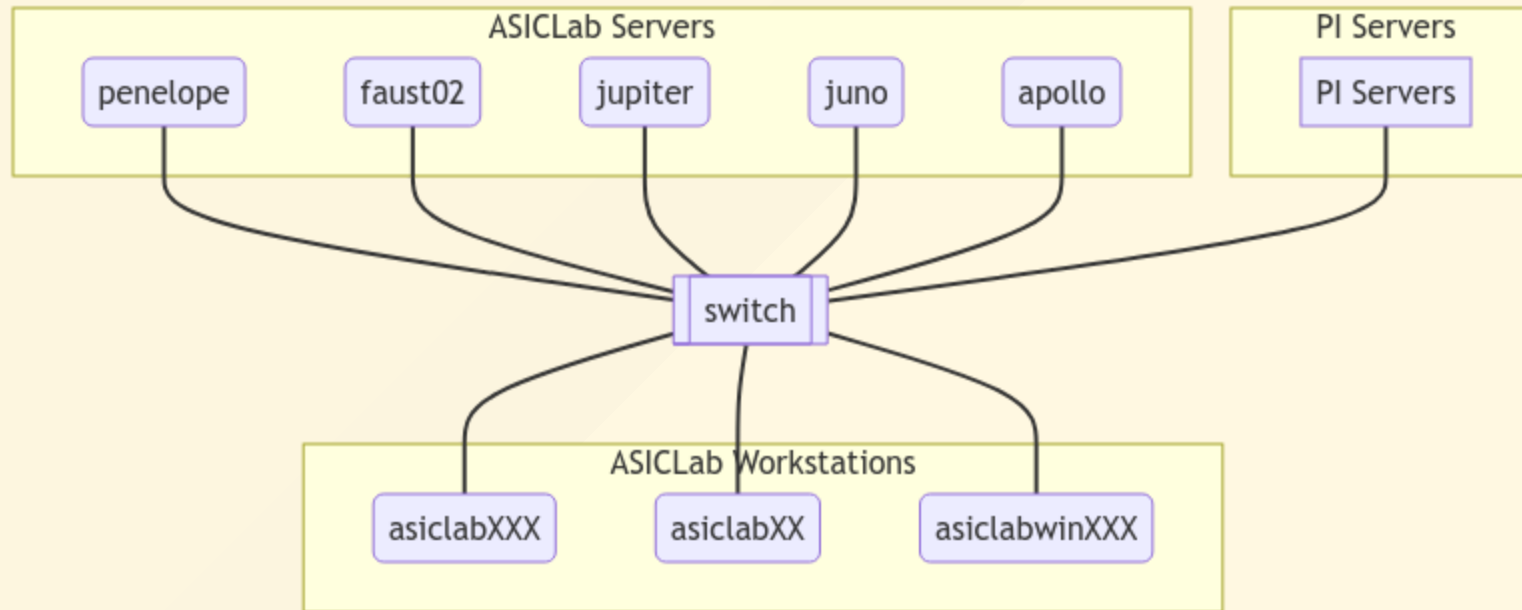 ASICLab Servers
PI Servers
penelope
faust02
jupiter
juno
apollo
PI Servers
switch
ASICLab Workstations
asiclabXXX
asiclabXX
asiclabwinXXX